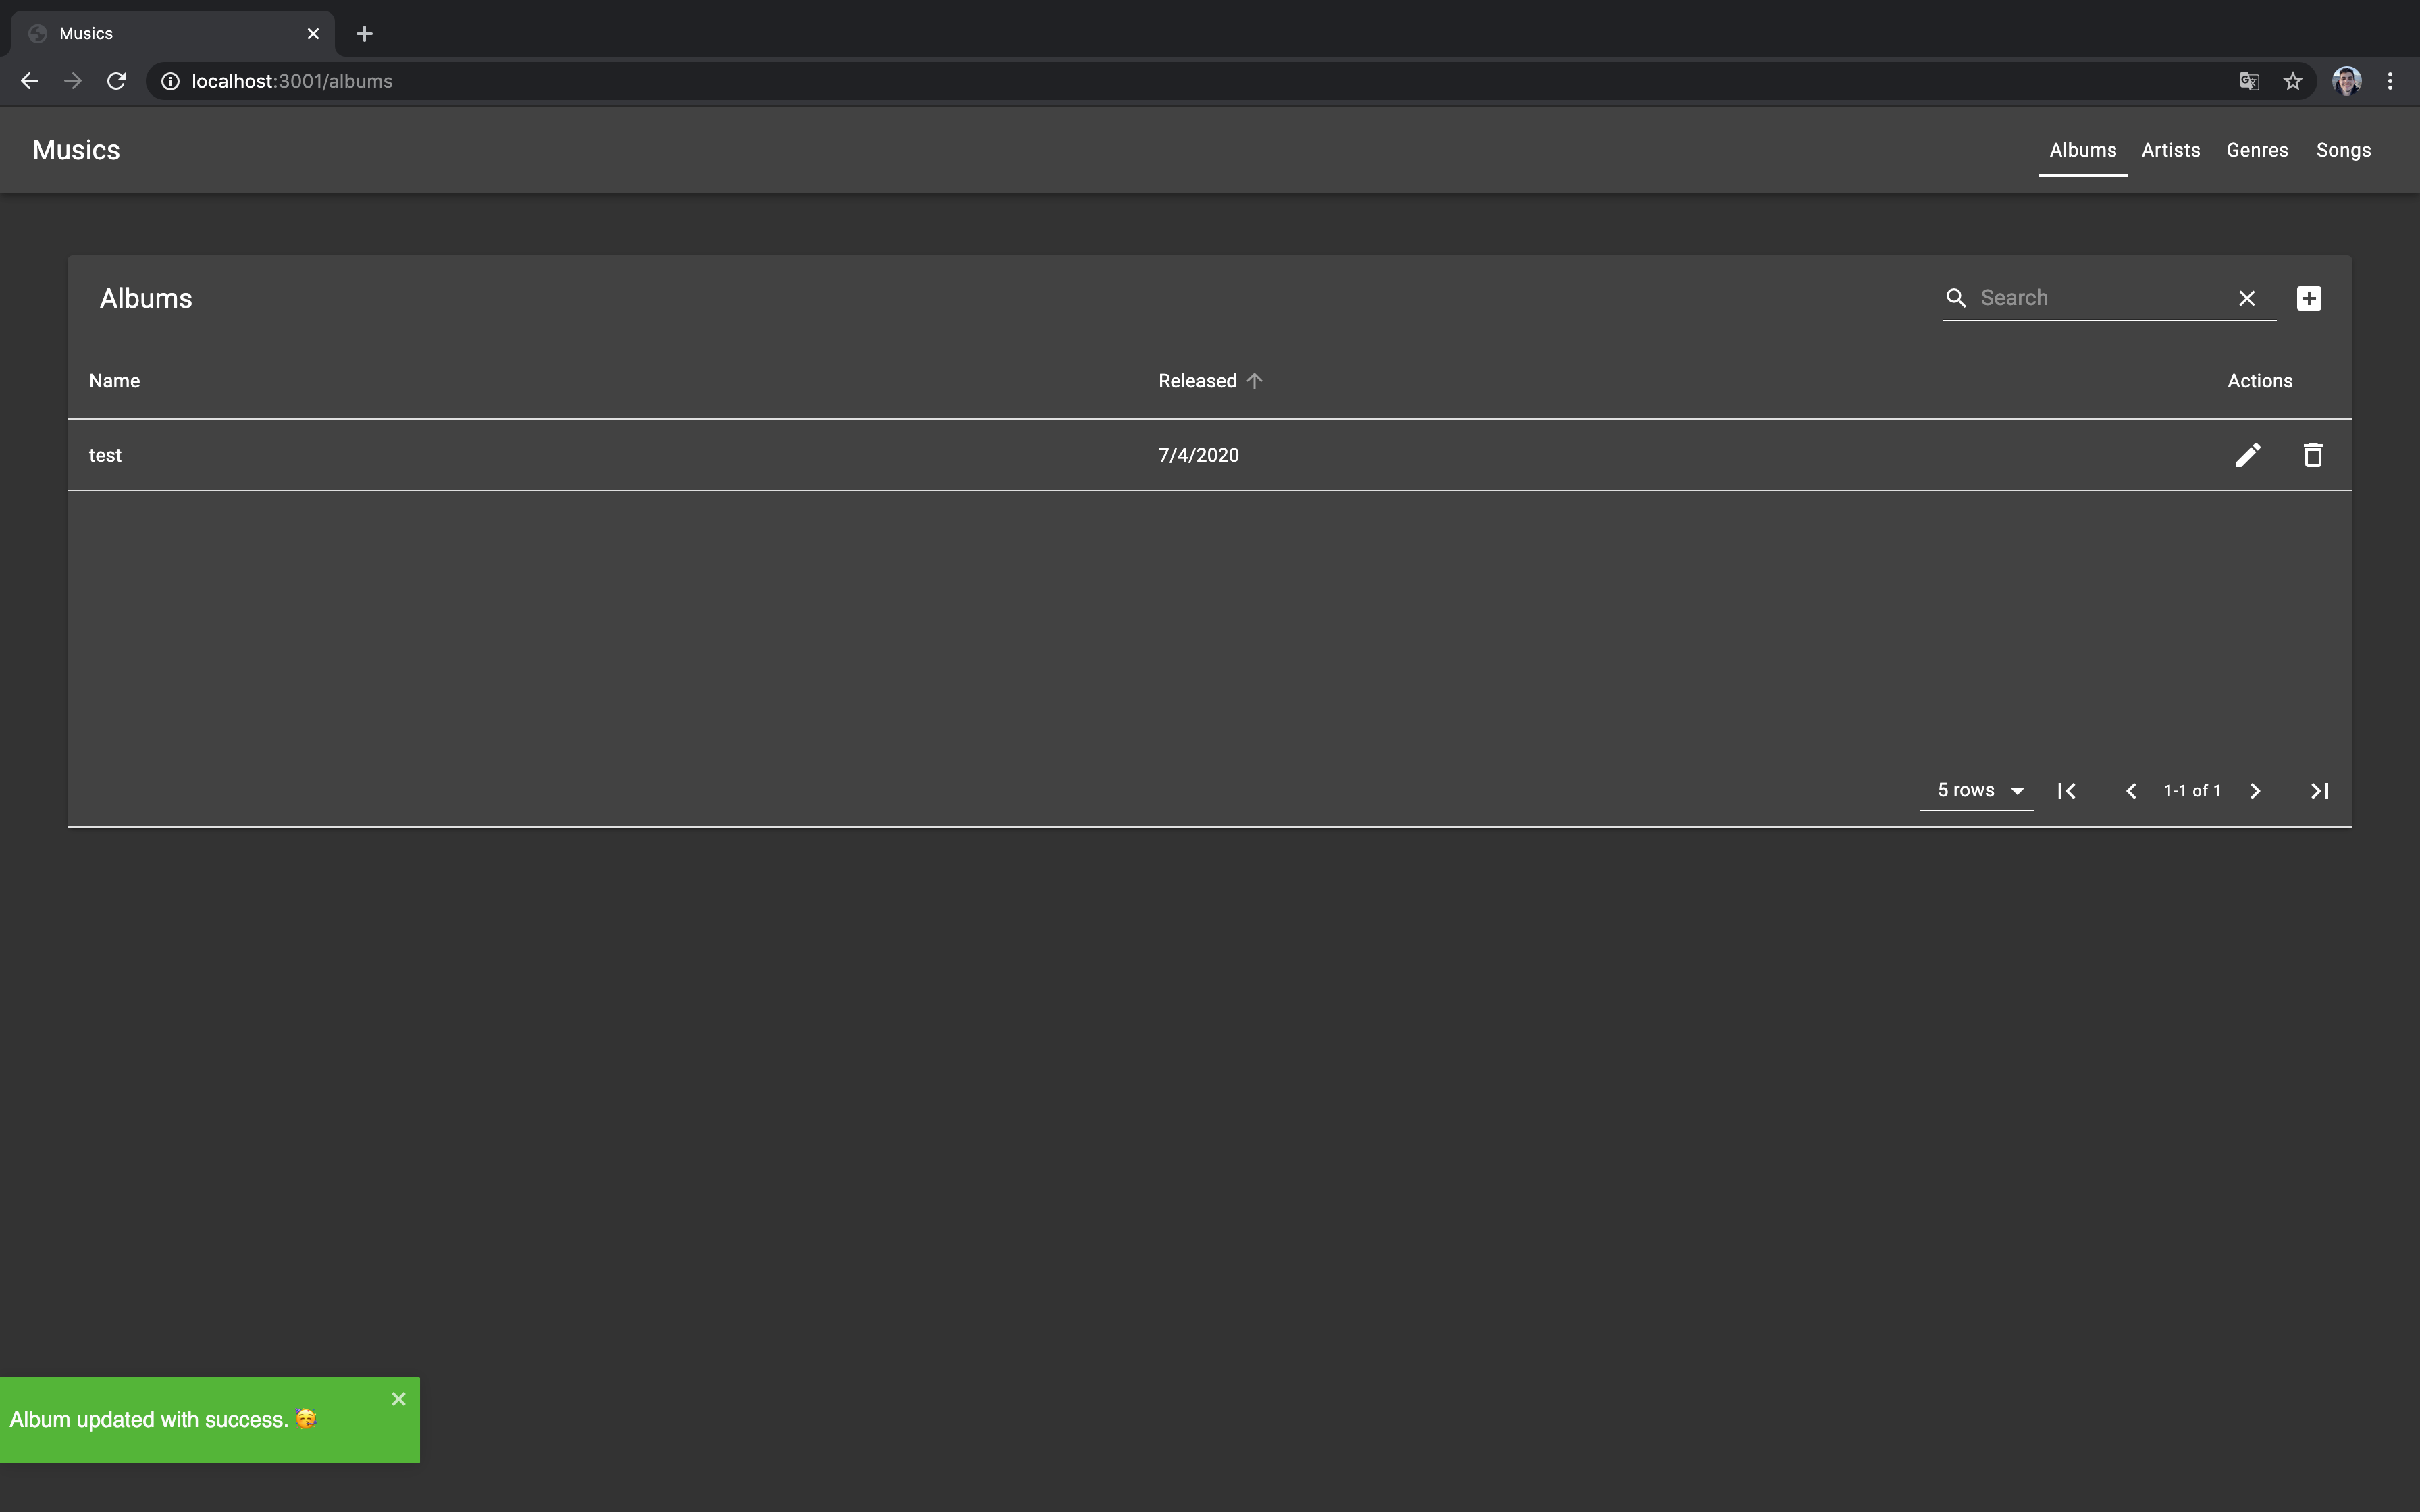 Musics
localhost:3001/albums
Musics
Albums Artists Genres Songs
Albums
Search
Name Released Actions
test 7/4/2020
5 rows 1-1 of 1
Album updated with success. 🥳